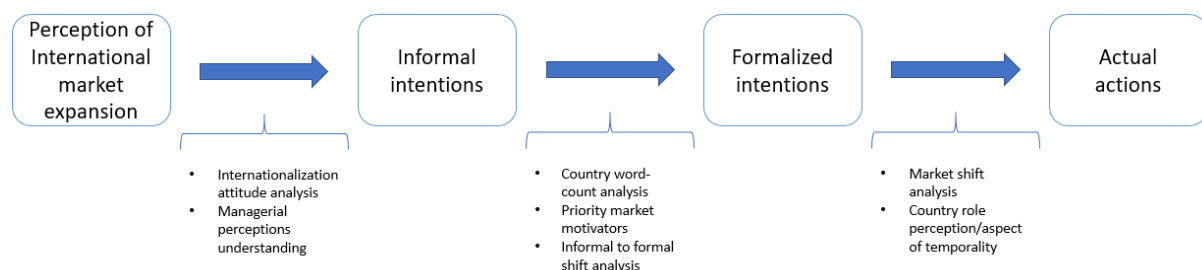 Perception of
International
market
expansion
Informal
intentions
Formalized
intentions
Actual
actions
• Internationalization
attitude analysis
• Managerial
perceptions
understanding
• Country word-
count analysis
• Priority market
motivators
• Informal to formal
shift analysis
• Market shift
analysis
• Country role
perception/aspect
of temporality